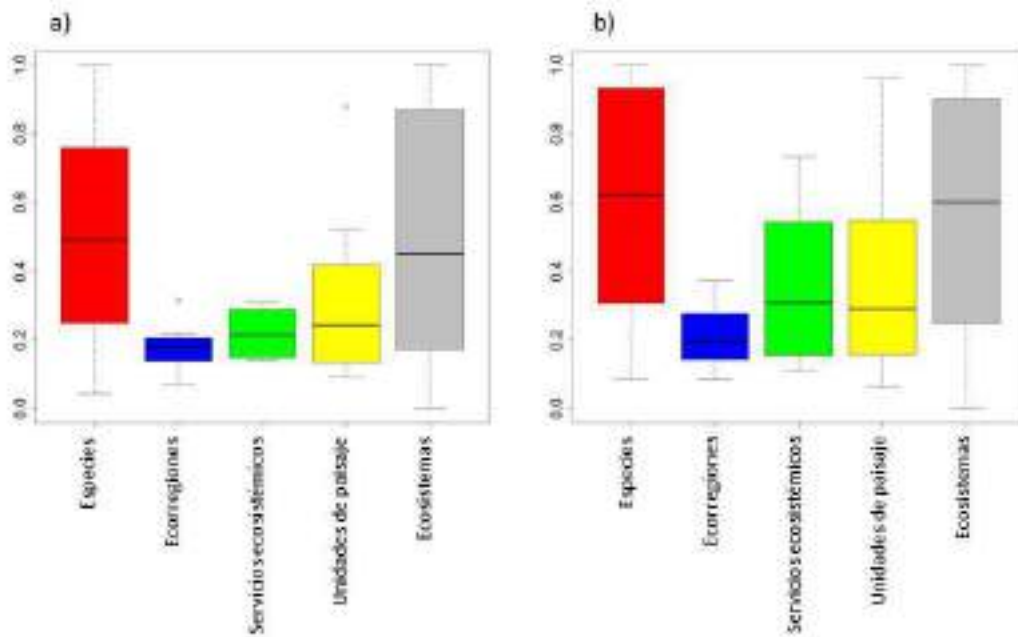 a)
1.0
0.8
0.6
0.4
0.2
0.0
Especies
Ecorregiones
Servicios ecosistémicos
Unidades de paisaje
Ecosistemas
b)
1.0
0.8
0.6
0.4
0.2
0.0
Especies
Ecorregiones
Servicios ecosistémicos
Unidades de paisaje
Ecosistemas